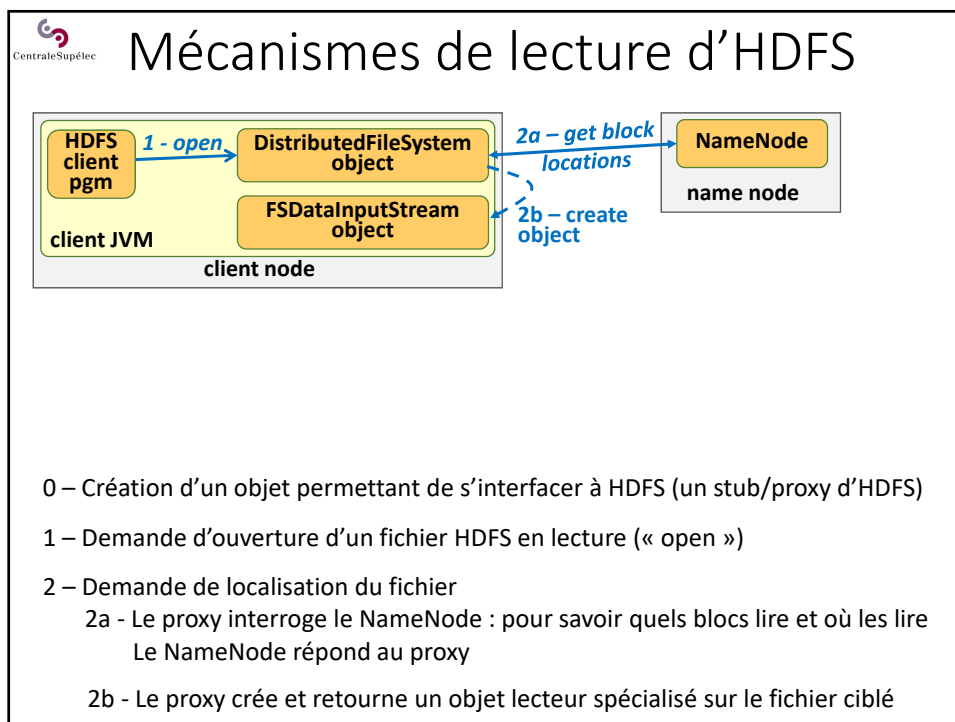 CentraleSupélec
Mécanismes de lecture d’HDFS
HDFS
client
pgm
1 - open
DistributedFileSystem
object
2a – get block
locations
NameNode
name node
FSDataInputStream
object
2b – create
object
client JVM
client node
0 – Création d’un objet permettant de s’interfacer à HDFS (un stub/proxy d’HDFS)
1 – Demande d’ouverture d’un fichier HDFS en lecture (« open »)
2 – Demande de localisation du fichier
2a - Le proxy interroge le NameNode : pour savoir quels blocs lire et où les lire
Le NameNode répond au proxy
2b - Le proxy crée et retourne un objet lecteur spécialisé sur le fichier ciblé